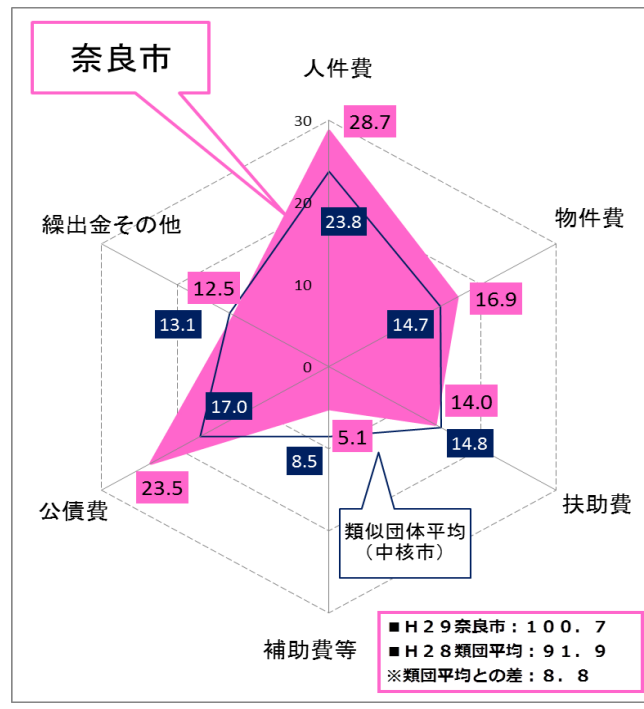 奈良市
人件費
30
28.7
20
23.8
繰出金その他
物件費
10
12.5
16.9
13.1
14.7
0
17.0
14.0
5.1
14.8
8.5
23.5
公債費
扶助費
類似団体平均
（中核市）
補助費等
■Ｈ２９奈良市：１００．７
■Ｈ２８類団平均：９１．９
※類団平均との差：８．８